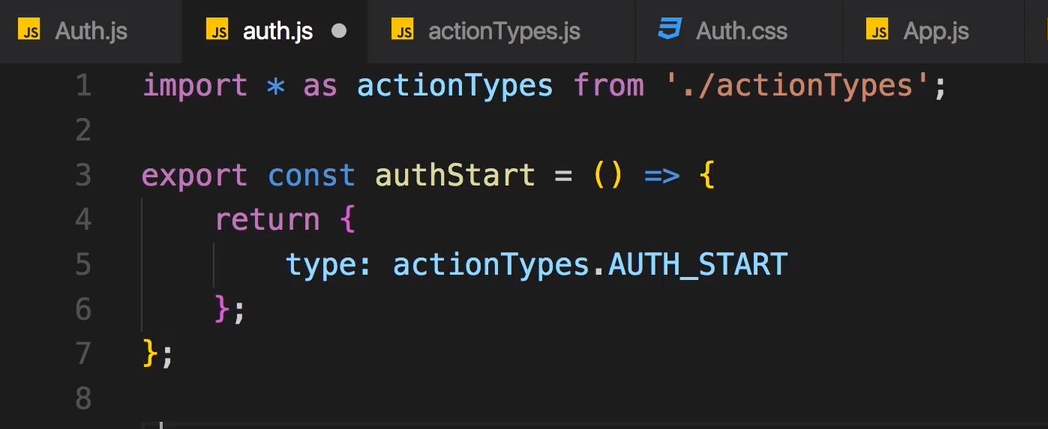 JS Auth.js JS auth.js JS actionTypes.js Auth.css JS App.js
1 import * as actionTypes from './actionTypes';
2
3 export const authStart = () => {
4 return {
5 type: actionTypes.AUTH_START
6 };
7 };
8